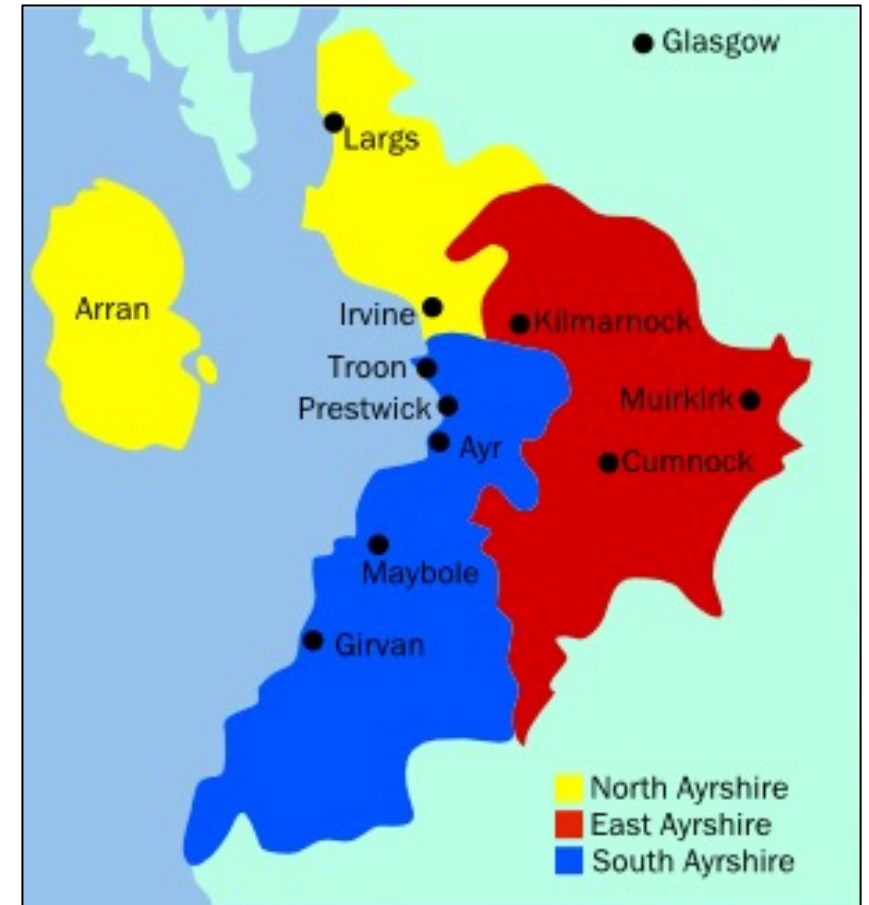 Glasgow
Largs
Arran
Irvine
Kilmarnock
Troon
Prestwick
Muirkirk
Ayr
Cumnock
Maybole
Girvan
North Ayrshire
East Ayrshire
South Ayrshire